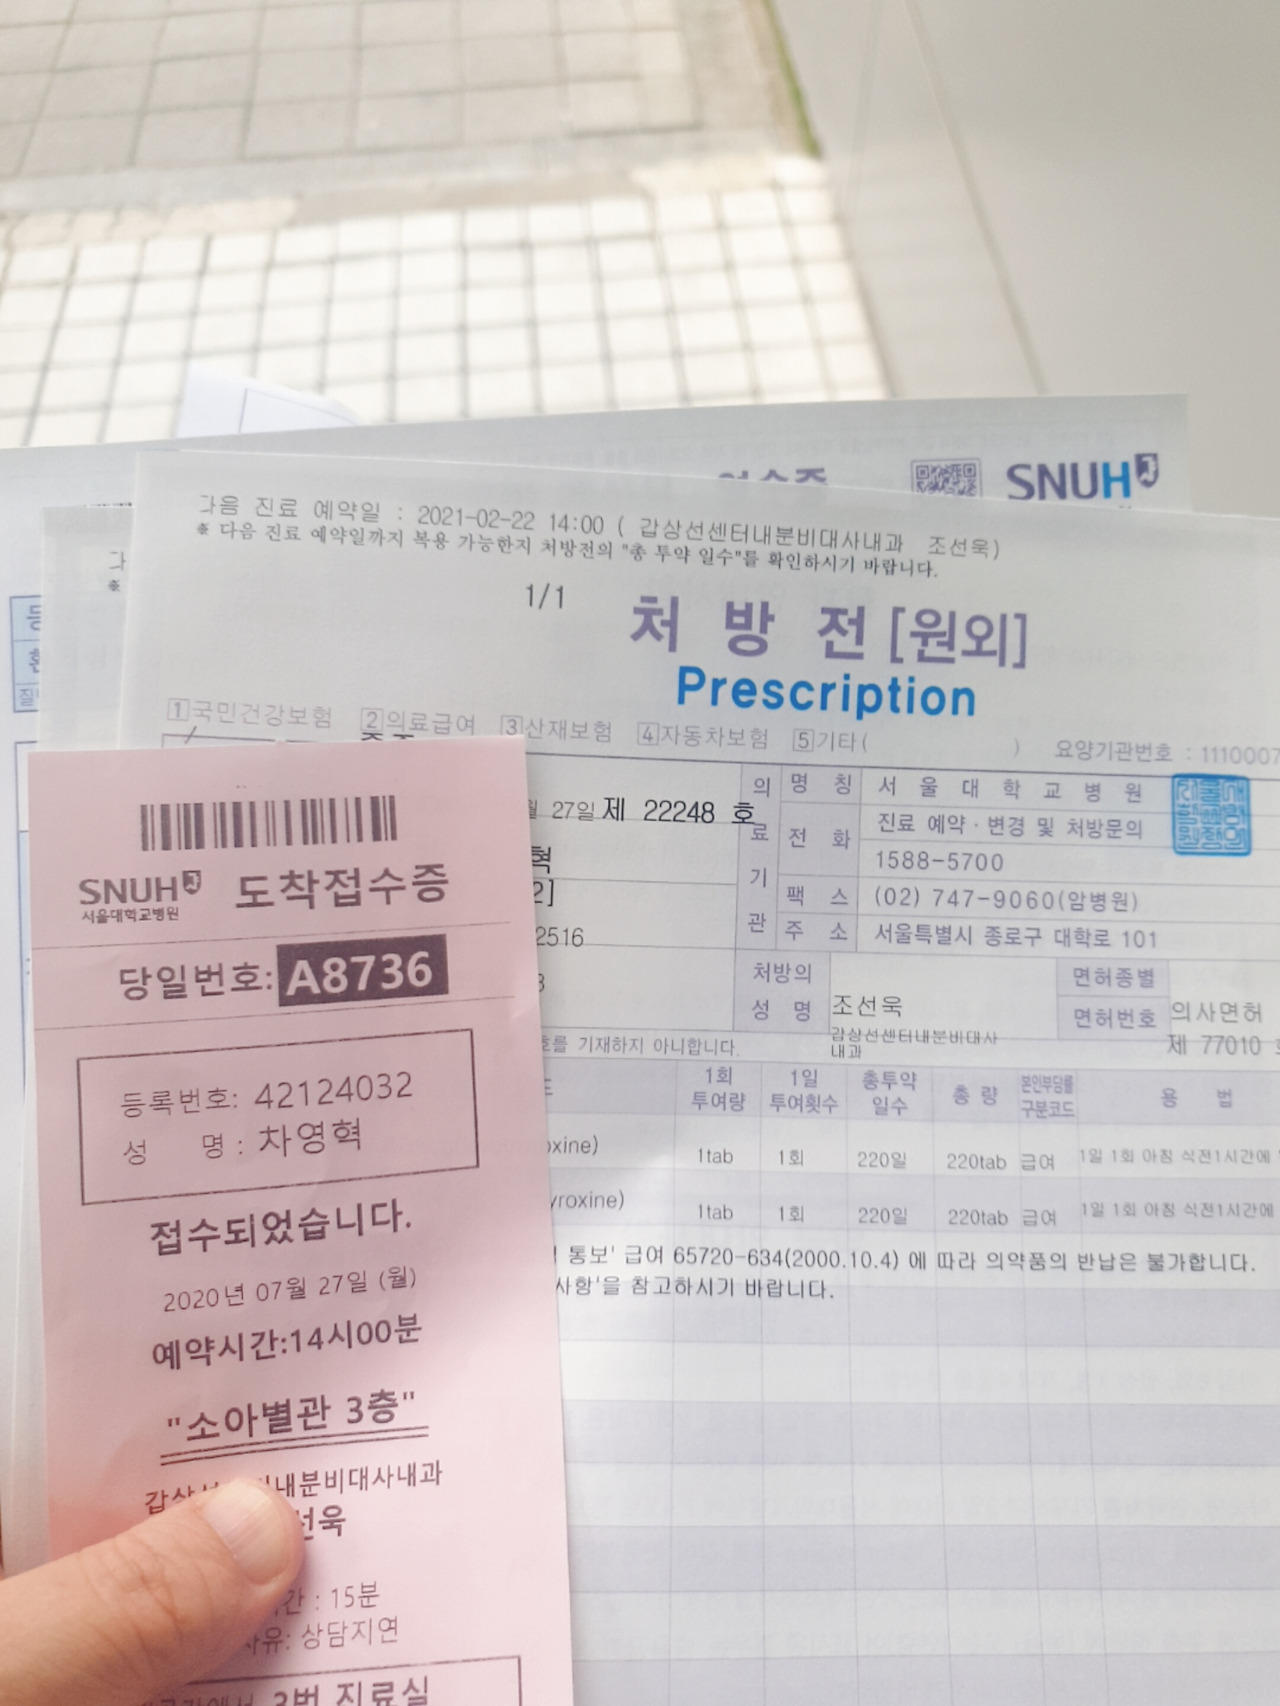 SNUH
다음 진료 예약일 : 2021-02-22 14:00 ( 갑상선센터내분비대사내과 조선욱)
※ 다음 진료 예약일까지 복용 가능한지 처방전의 "총 투약 일수"를 확인하시기 바랍니다.
1/1
처 방 전 [원외]
Prescription
1 국민건강보험 2 의료급여 3 산재보험 4 자동차보험 5 기타 ( ) 요양기관번호 : 1110007
27일 제 22248 호
혁
2]
2516
의료기관
명 칭 서 울 대 학 교 병 원
전 화 진료 예약·변경 및 처방문의
1588-5700
팩 스 (02) 747-9060(암병원)
주 소 서울특별시 종로구 대학로 101
처방의
성 명
조선욱
갑상선센터내분비대사
내과
면허종별 의사면허
면허번호 제 77010
호를 기재하지 아니합니다.
1회 투여량 1일 투여횟수 총투약 일수 총 량 본인부담률 구분코드 용 법
oxine) 1tab 1회 220일 220tab 급여 1일 1회 아침 식전1시간에
yroxine) 1tab 1회 220일 220tab 급여 1일 1회 아침 식전1시간에
통보' 급여 65720-634(2000.10.4) 에 따라 의약품의 반납은 불가합니다.
사항'을 참고하시기 바랍니다.
SNUH
서울대학교병원
도착접수증
당일번호: A8736
등록번호: 42124032
성 명 : 차영혁
접수되었습니다.
2020년 07월 27일 (월)
예약시간:14시00분
"소아별관 3층"
내분비대사내과
선욱
간 : 15분
사유: 상담지연
3번 진료실